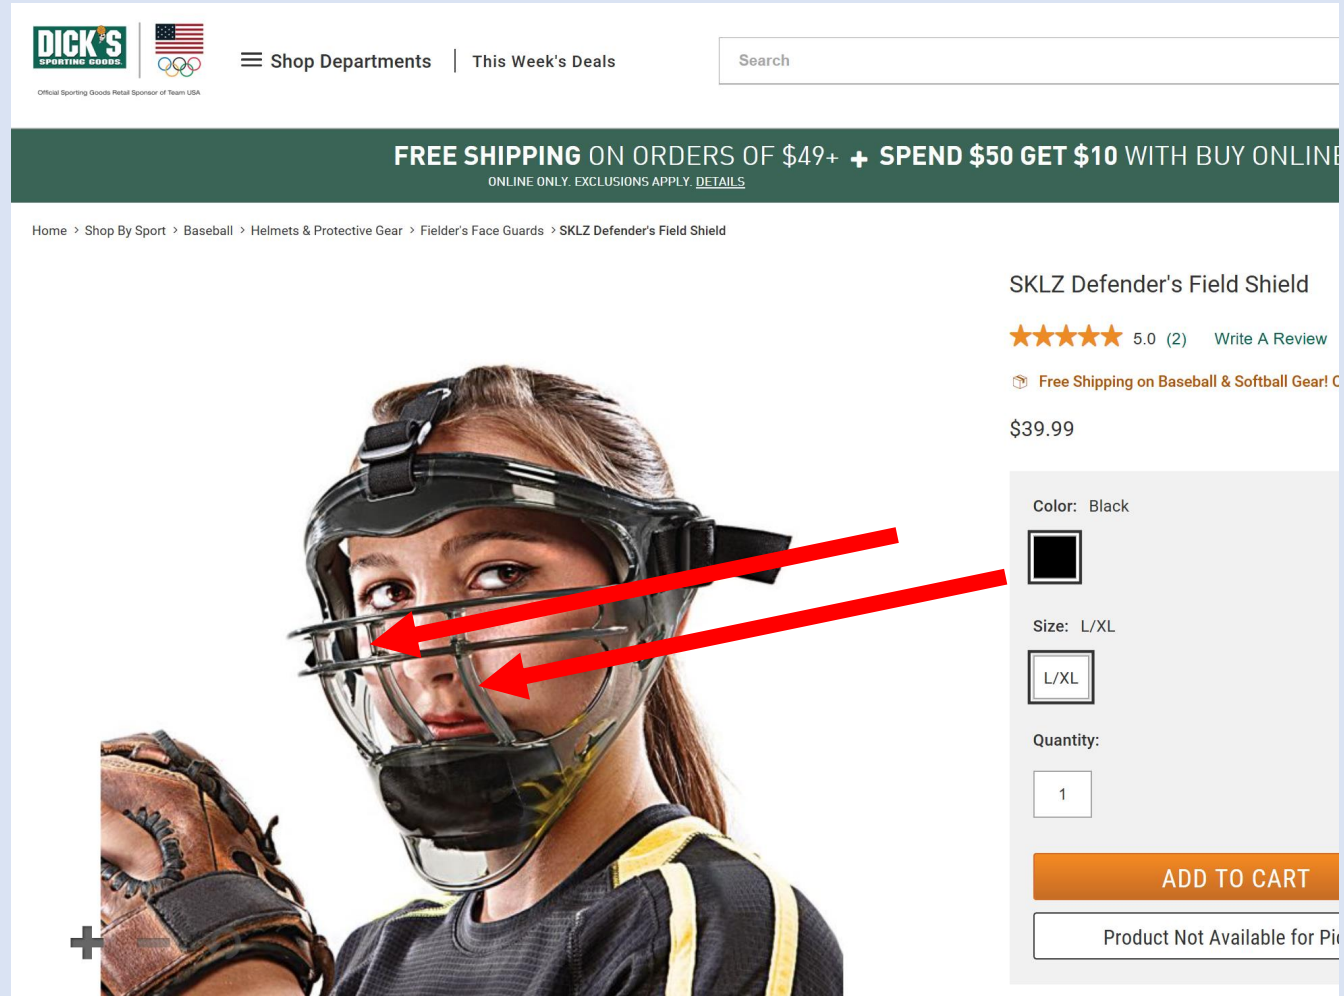 DICK'S
SPORTING GOODS.
Official Sporting Goods Retail Sponsor of Team USA
Shop Departments
This Week's Deals
Search
FREE SHIPPING ON ORDERS OF $49+ + SPEND $50 GET $10 WITH BUY ONLINE
ONLINE ONLY. EXCLUSIONS APPLY. DETAILS
Home > Shop By Sport > Baseball > Helmets & Protective Gear > Fielder's Face Guards > SKLZ Defender's Field Shield
SKLZ Defender's Field Shield
5.0 (2) Write A Review
Free Shipping on Baseball & Softball Gear!
$39.99
Color: Black
Size: L/XL
L/XL
Quantity:
1
ADD TO CART
Product Not Available for